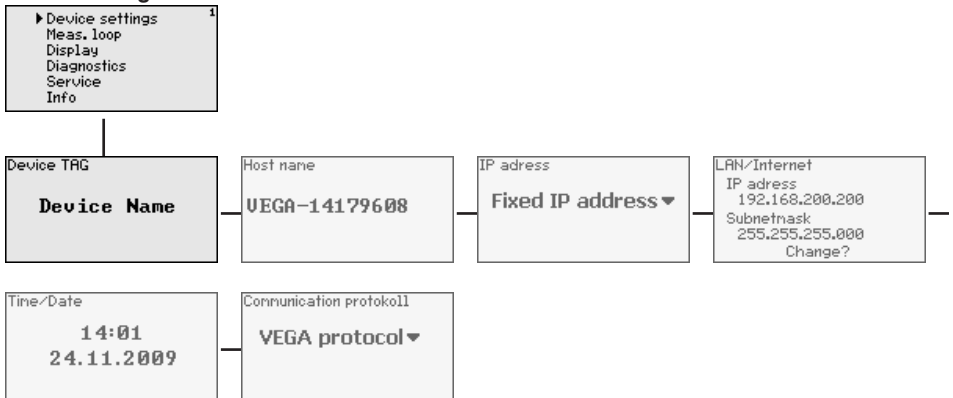 Device settings 1
Meas. loop
Display
Diagnostics
Service
Info
Device TAG
Device Name
Host name
VEGA-14179608
IP adress
Fixed IP address
LAN/Internet
IP adress
192.168.200.200
Subnetmask
255.255.255.000
Change?
Time/Date
14:01
24.11.2009
Communication protokoll
VEGA protocol